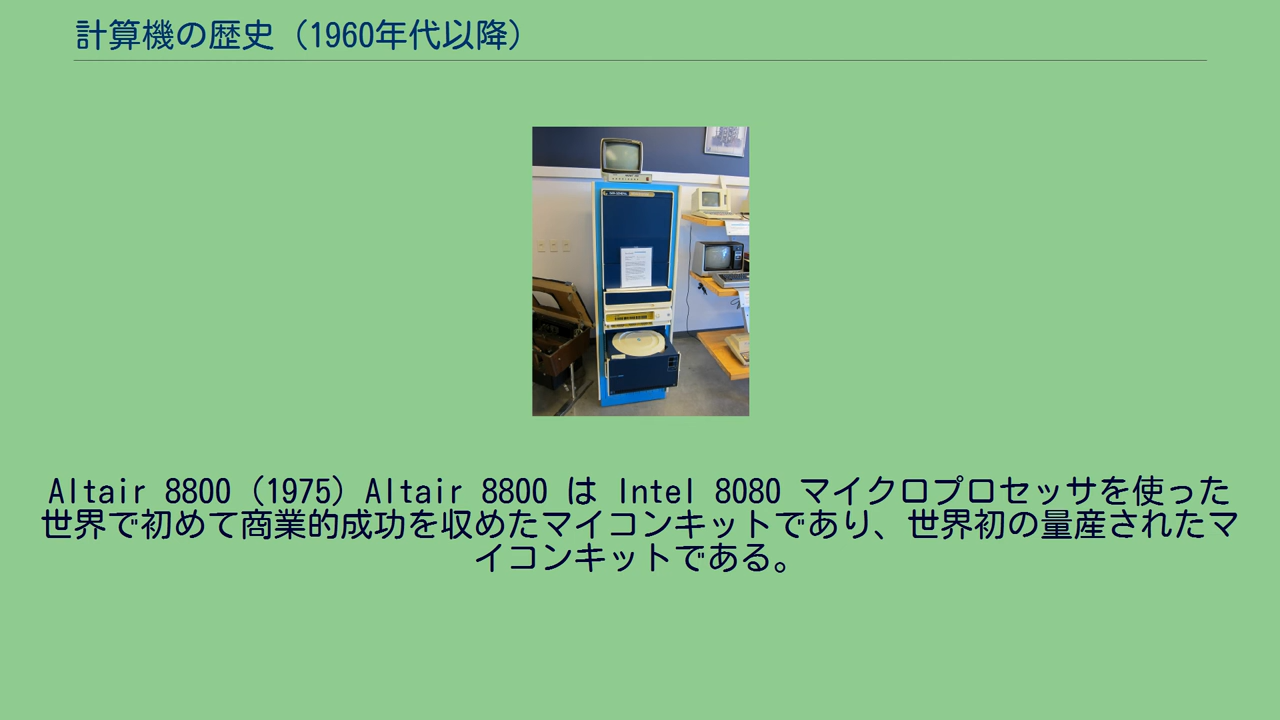 計算機の歴史（1960年代以降）
Altair 8800（1975）Altair 8800 は Intel 8080 マイクロプロセッサを使った
世界で初めて商業的成功を収めたマイコンキットであり、世界初の量産されたマ
イコンキットである。